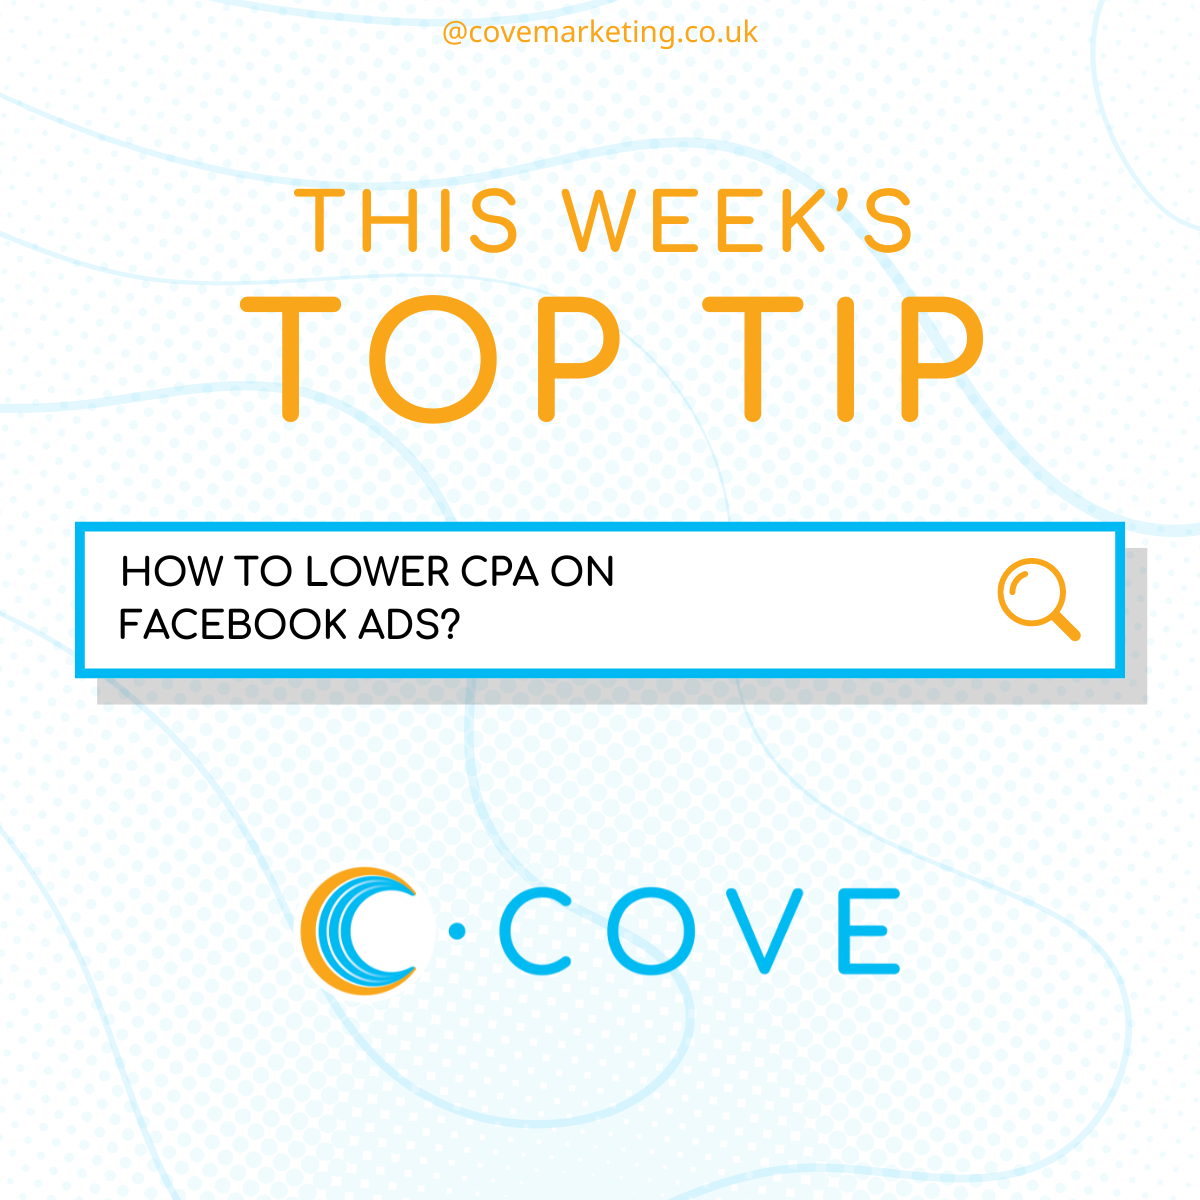 @covemarketing.co.uk
THIS WEEK’S
TOP TIP
HOW TO LOWER CPA ON
FACEBOOK ADS?
COVE